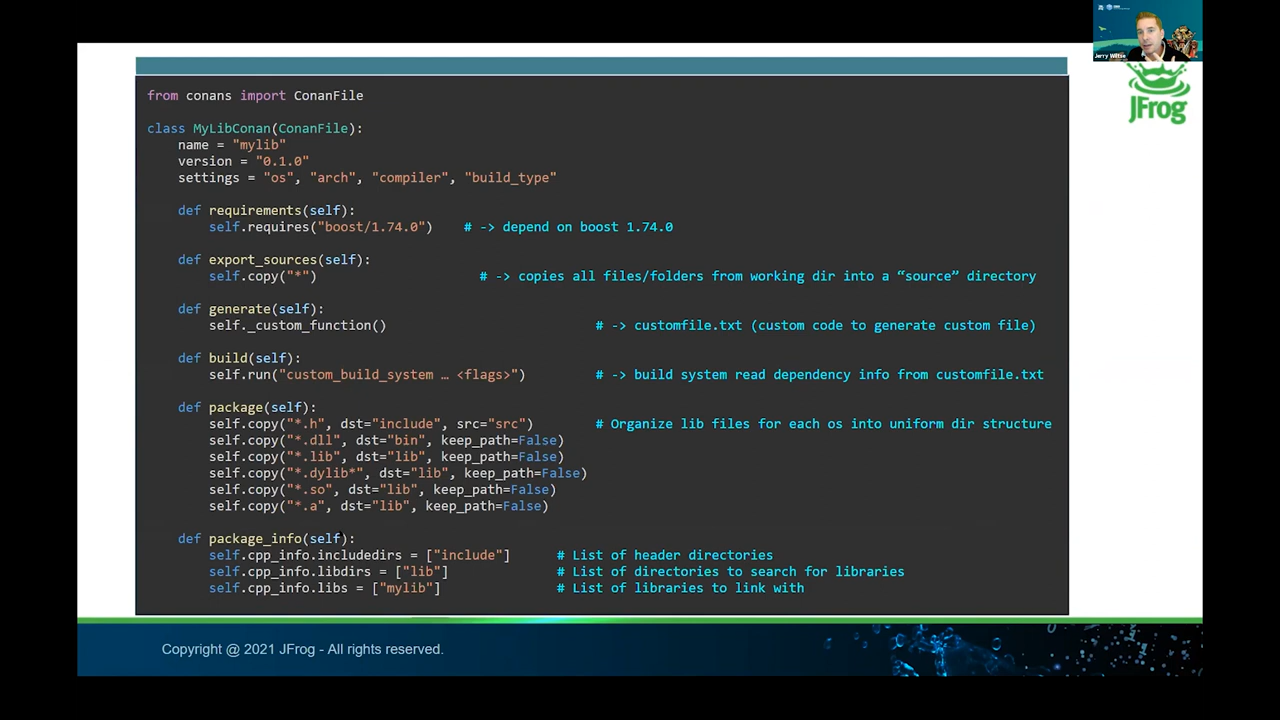 Jerry Wiltse
JFrog
from conans import ConanFile
class MyLibConan(ConanFile):
name = "mylib"
version = "0.1.0"
settings = "os", "arch", "compiler", "build_type"
def requirements(self):
self.requires("boost/1.74.0") # -> depend on boost 1.74.0
def export_sources(self):
self.copy("*") # -> copies all files/folders from working dir into a “source” directory
def generate(self):
self._custom_function() # -> customfile.txt (custom code to generate custom file)
def build(self):
self.run("custom_build_system … <flags>") # -> build system read dependency info from customfile.txt
def package(self):
self.copy("*.h", dst="include", src="src") # Organize lib files for each os into uniform dir structure
self.copy("*.dll", dst="bin", keep_path=False)
self.copy("*.lib", dst="lib", keep_path=False)
self.copy("*.dylib*", dst="lib", keep_path=False)
self.copy("*.so", dst="lib", keep_path=False)
self.copy("*.a", dst="lib", keep_path=False)
def package_info(self):
self.cpp_info.includedirs = ["include"] # List of header directories
self.cpp_info.libdirs = ["lib"] # List of directories to search for libraries
self.cpp_info.libs = ["mylib"] # List of libraries to link with
Copyright @ 2021 JFrog - All rights reserved.